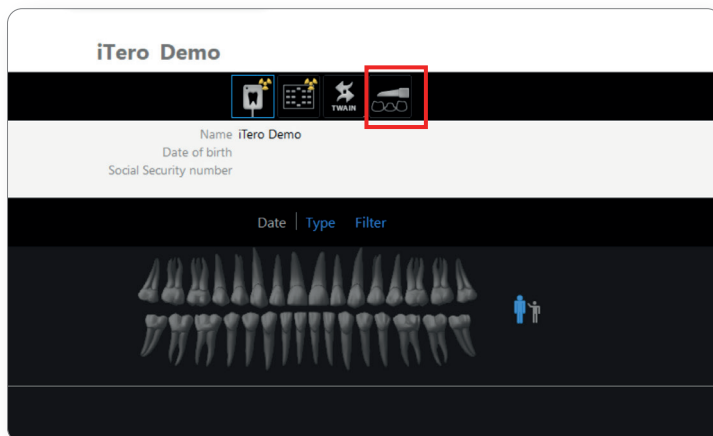 iTero Demo
TWAIN
Name iTero Demo
Date of birth
Social Security number
Date | Type Filter